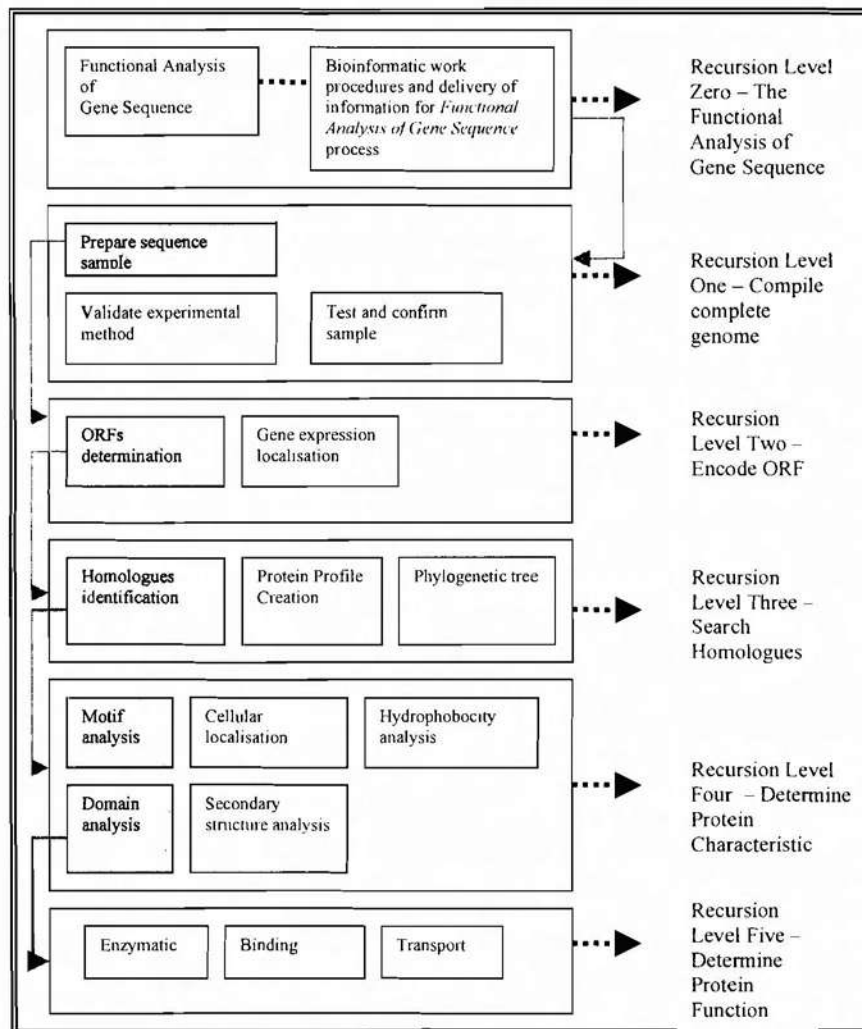 Functional Analysis
of
Gene Sequence
Bioinformatic work
procedures and delivery of
information for Functional
Analysis of Gene Sequence
process
Recursion Level
Zero – The
Functional
Analysis of
Gene Sequence
Prepare sequence
sample
Validate experimental
method
Test and confirm
sample
Recursion Level
One – Compile
complete
genome
ORFs
determination
Gene expression
localisation
Recursion
Level Two –
Encode ORF
Homologues
identification
Protein Profile
Creation
Phylogenetic tree
Recursion
Level Three –
Search
Homologues
Motif
analysis
Cellular
localisation
Hydrophobocity
analysis
Domain
analysis
Secondary
structure analysis
Recursion Level
Four – Determine
Protein
Characteristic
Enzymatic
Binding
Transport
Recursion
Level Five –
Determine
Protein
Function